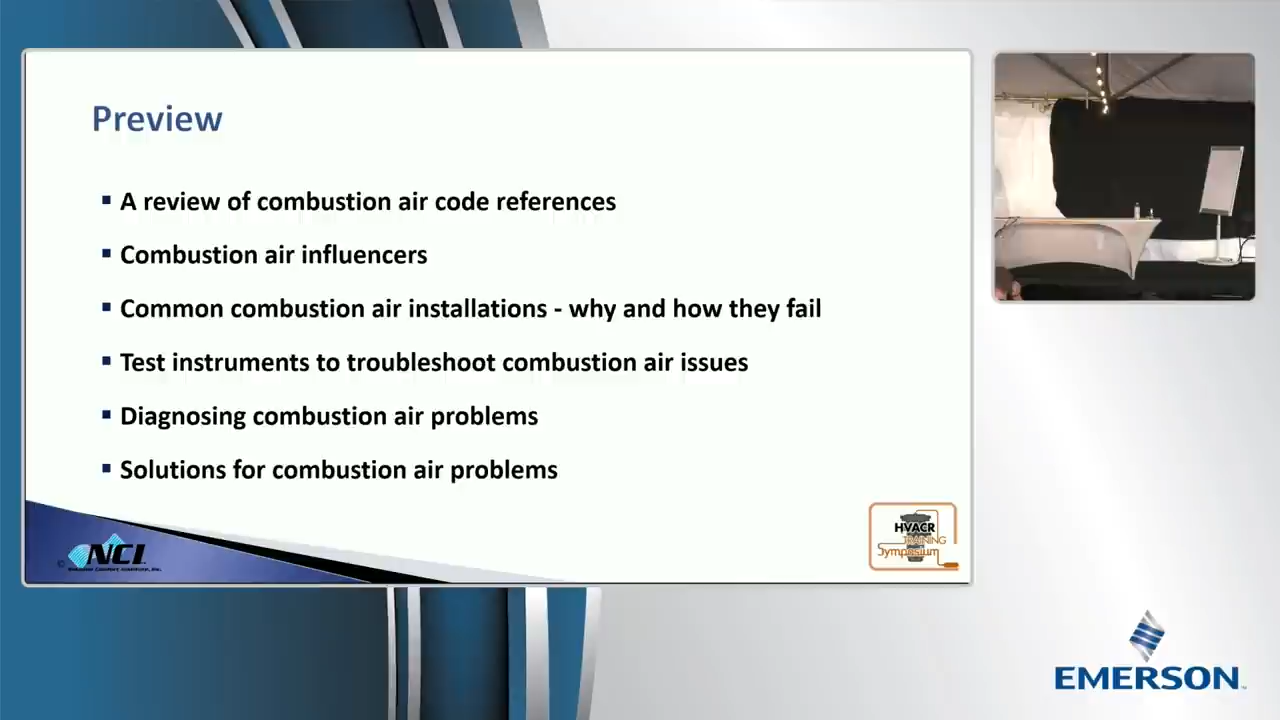 Preview
▪ A review of combustion air code references
▪ Combustion air influencers
▪ Common combustion air installations - why and how they fail
▪ Test instruments to troubleshoot combustion air issues
▪ Diagnosing combustion air problems
▪ Solutions for combustion air problems
© NCI
HVACR
TRAINING
Symposium
EMERSON